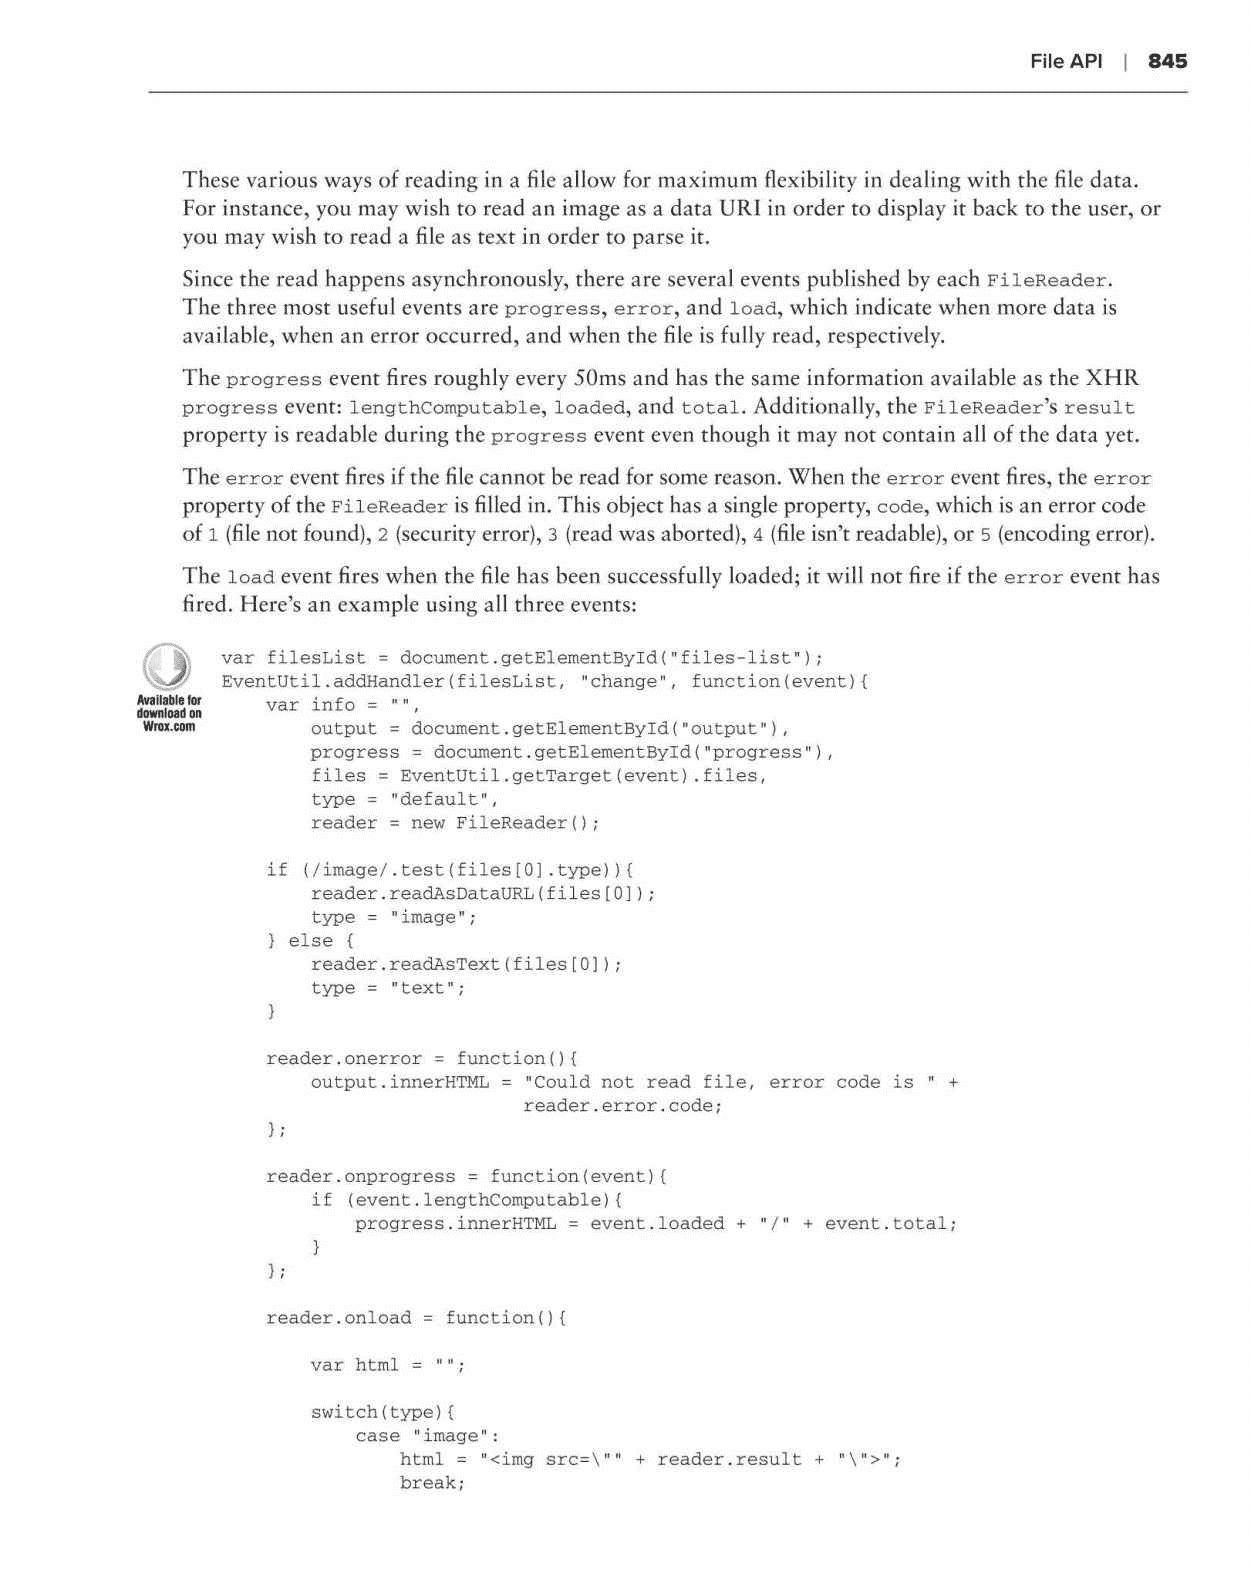 File API | 845
These various ways of reading in a file allow for maximum flexibility in dealing with the file data.
For instance, you may wish to read an image as a data URI in order to display it back to the user, or
you may wish to read a file as text in order to parse it.
Since the read happens asynchronously, there are several events published by each FileReader.
The three most useful events are progress, error, and load, which indicate when more data is
available, when an error occurred, and when the file is fully read, respectively.
The progress event fires roughly every 50ms and has the same information available as the XHR
progress event: lengthComputable, loaded, and total. Additionally, the FileReader's result
property is readable during the progress event even though it may not contain all of the data yet.
The error event fires if the file cannot be read for some reason. When the error event fires, the error
property of the FileReader is filled in. This object has a single property, code, which is an error code
of 1 (file not found), 2 (security error), 3 (read was aborted), 4 (file isn't readable), or 5 (encoding error).
The load event fires when the file has been successfully loaded; it will not fire if the error event has
fired. Here's an example using all three events:
Available for
download on
Wrox.com
var filesList = document.getElementById("files-list");
EventUtil.addHandler(filesList, "change", function(event){
    var info = "",
        output = document.getElementById("output"),
        progress = document.getElementById("progress"),
        files = EventUtil.getTarget(event).files,
        type = "default",
        reader = new FileReader();
    if (/image/.test(files[0].type)){
        reader.readAsDataURL(files[0]);
        type = "image";
    } else {
        reader.readAsText(files[0]);
        type = "text";
    }
    reader.onerror = function(){
        output.innerHTML = "Could not read file, error code is " +
                           reader.error.code;
    };
    reader.onprogress = function(event){
        if (event.lengthComputable){
            progress.innerHTML = event.loaded + "/" + event.total;
        }
    };
    reader.onload = function(){
        var html = "";
        switch(type){
            case "image":
                html = "<img src=\"" + reader.result + "\">";
                break;